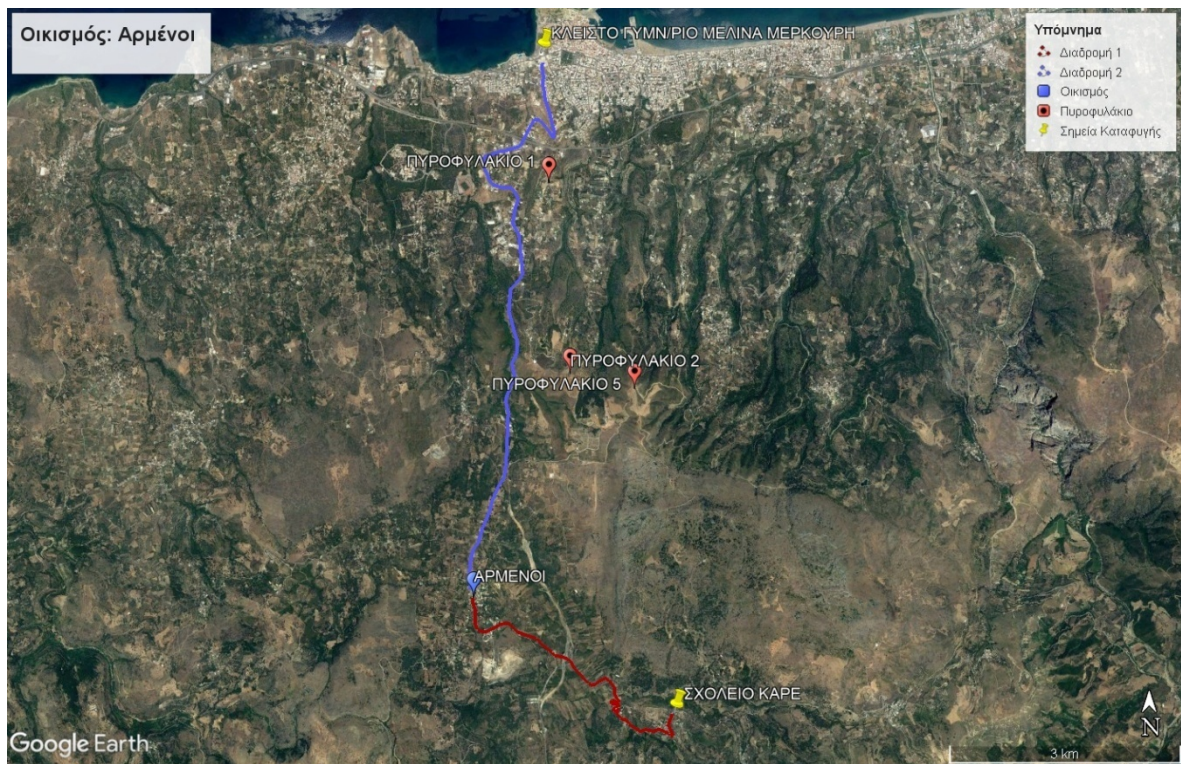 Οικισμός: Αρμένοι
ΚΛΕΙΣΤΟ ΓΥΜΝ/ΡΙΟ ΜΕΛΙΝΑ ΜΕΡΚΟΥΡΗ
Υπόμνημα
Διαδρομή 1
Διαδρομή 2
Οικισμός
Πυροφυλάκιο
Σημεία Καταφυγής
ΠΥΡΟΦΥΛΑΚΙΟ 1
ΠΥΡΟΦΥΛΑΚΙΟ 2
ΠΥΡΟΦΥΛΑΚΙΟ 5
ΑΡΜΕΝΟΙ
ΣΧΟΛΕΙΟ ΚΑΡΕ
N
Google Earth
3 km